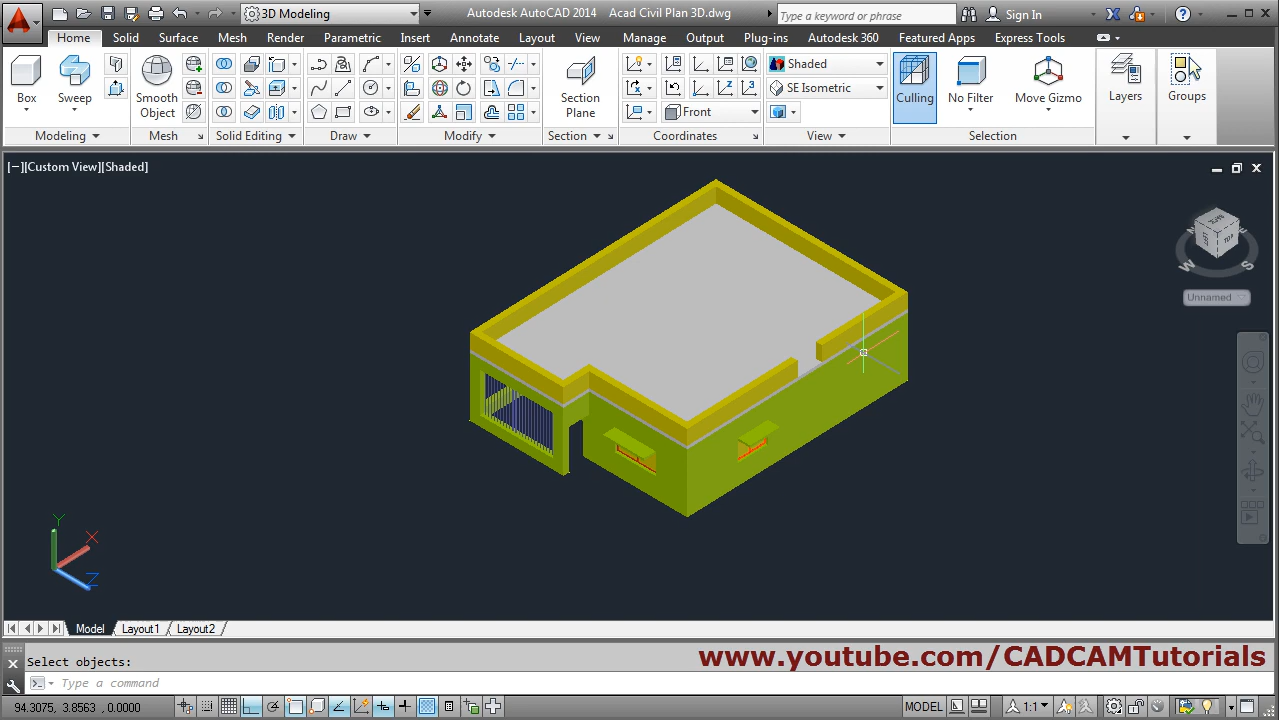 3D Modeling
Autodesk AutoCAD 2014 Acad Civil Plan 3D.dwg
Type a keyword or phrase
Sign In
Home Solid Surface Mesh Render Parametric Insert Annotate Layout View Manage Output Plug-ins Autodesk 360 Featured Apps Express Tools
Box
Sweep
Smooth Object
Section Plane
Front
Shaded
SE Isometric
Culling
No Filter
Move Gizmo
Layers
Groups
Modeling Mesh Solid Editing Draw Modify Section Coordinates View Selection
[−][Custom View][Shaded]
W
S
Unnamed
Y
X
Z
Model Layout1 Layout2
Select objects:
www.youtube.com/CADCAMTutorials
Type a command
94.3075, 3.8563 , 0.0000
MODEL
1:1